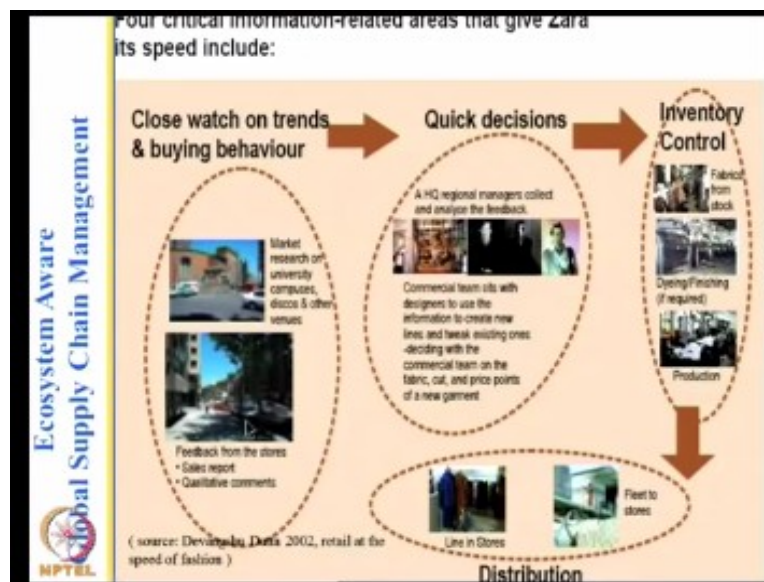 Four critical information-related areas that give Zara
its speed include:
Ecosystem Aware
Global Supply Chain Management
NPTEL
Close watch on trends
& buying behaviour
Market
research on
university
campuses,
discos & other
venues
Feedback from the stores
• Sales report
• Qualitative comments
Quick decisions
A HQ regional managers collect
and analyse the feedback.
Commercial team sits with
designers to use the
information to create new
lines and tweak existing ones
-deciding with the
commercial team on the
fabric, cut, and price points
of a new garment
Inventory
Control
Fabrics
from
stock
Dyeing/Finishing
(if required)
Production
Fleet to
stores
Line in Stores
Distribution
( source: Devangshu Dutta 2002, retail at the
speed of fashion )